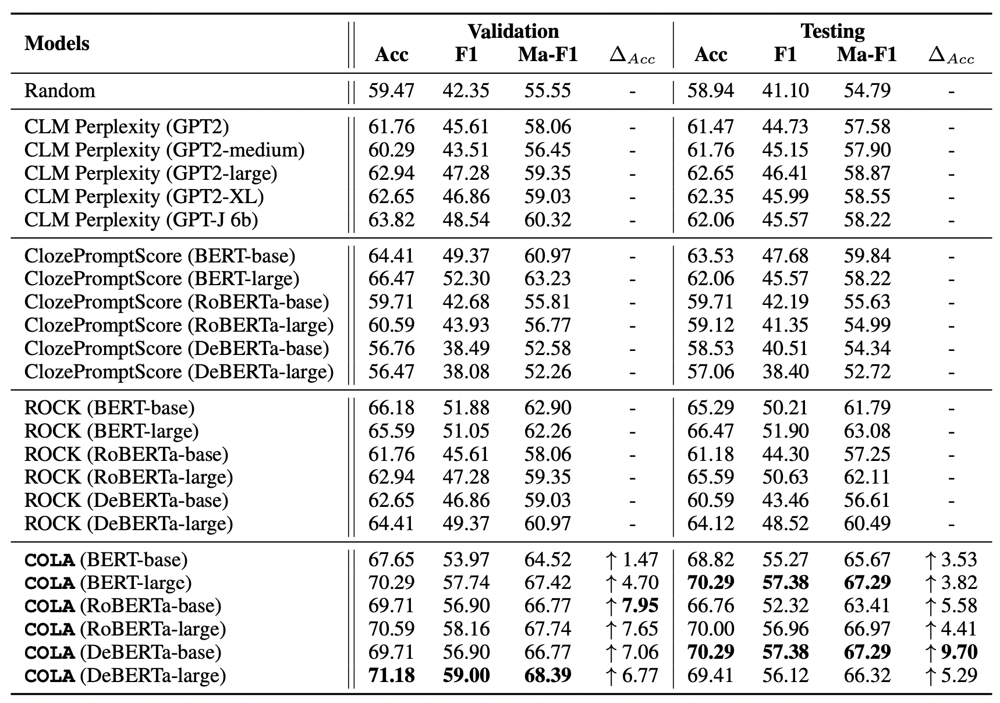 Models Validation Testing
Acc F1 Ma-F1 Δ_Acc Acc F1 Ma-F1 Δ_Acc
Random 59.47 42.35 55.55 - 58.94 41.10 54.79 -
CLM Perplexity (GPT2) 61.76 45.61 58.06 - 61.47 44.73 57.58 -
CLM Perplexity (GPT2-medium) 60.29 43.51 56.45 - 61.76 45.15 57.90 -
CLM Perplexity (GPT2-large) 62.94 47.28 59.35 - 62.65 46.41 58.87 -
CLM Perplexity (GPT2-XL) 62.65 46.86 59.03 - 62.35 45.99 58.55 -
CLM Perplexity (GPT-J 6b) 63.82 48.54 60.32 - 62.06 45.57 58.22 -
ClozePromptScore (BERT-base) 64.41 49.37 60.97 - 63.53 47.68 59.84 -
ClozePromptScore (BERT-large) 66.47 52.30 63.23 - 62.06 45.57 58.22 -
ClozePromptScore (RoBERTa-base) 59.71 42.68 55.81 - 59.71 42.19 55.63 -
ClozePromptScore (RoBERTa-large) 60.59 43.93 56.77 - 59.12 41.35 54.99 -
ClozePromptScore (DeBERTa-base) 56.76 38.49 52.58 - 58.53 40.51 54.34 -
ClozePromptScore (DeBERTa-large) 56.47 38.08 52.26 - 57.06 38.40 52.72 -
ROCK (BERT-base) 66.18 51.88 62.90 - 65.29 50.21 61.79 -
ROCK (BERT-large) 65.59 51.05 62.26 - 66.47 51.90 63.08 -
ROCK (RoBERTa-base) 61.76 45.61 58.06 - 61.18 44.30 57.25 -
ROCK (RoBERTa-large) 62.94 47.28 59.35 - 65.59 50.63 62.11 -
ROCK (DeBERTa-base) 62.65 46.86 59.03 - 60.59 43.46 56.61 -
ROCK (DeBERTa-large) 64.41 49.37 60.97 - 64.12 48.52 60.49 -
COLA (BERT-base) 67.65 53.97 64.52 ↑ 1.47 68.82 55.27 65.67 ↑ 3.53
COLA (BERT-large) 70.29 57.74 67.42 ↑ 4.70 70.29 57.38 67.29 ↑ 3.82
COLA (RoBERTa-base) 69.71 56.90 66.77 ↑ 7.95 66.76 52.32 63.41 ↑ 5.58
COLA (RoBERTa-large) 70.59 58.16 67.74 ↑ 7.65 70.00 56.96 66.97 ↑ 4.41
COLA (DeBERTa-base) 69.71 56.90 66.77 ↑ 7.06 70.29 57.38 67.29 ↑ 9.70
COLA (DeBERTa-large) 71.18 59.00 68.39 ↑ 6.77 69.41 56.12 66.32 ↑ 5.29